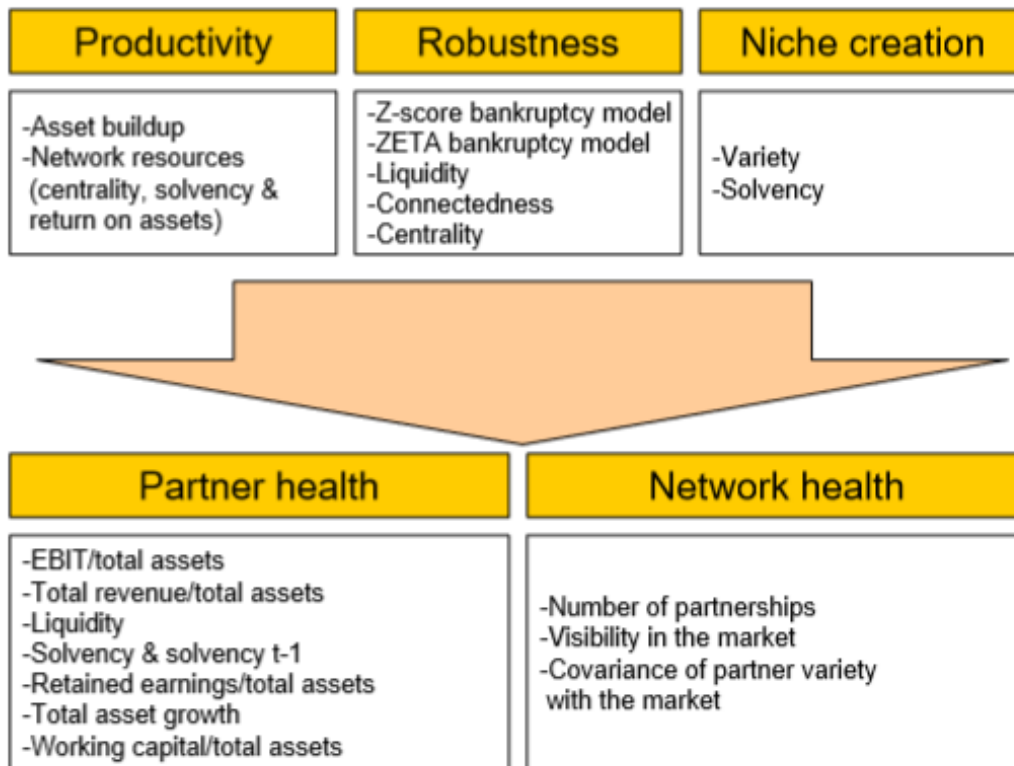 Productivity
Robustness
Niche creation
-Asset buildup
-Network resources
(centrality, solvency &
return on assets)
-Z-score bankruptcy model
-ZETA bankruptcy model
-Liquidity
-Connectedness
-Centrality
-Variety
-Solvency
Partner health
Network health
-EBIT/total assets
-Total revenue/total assets
-Liquidity
-Solvency & solvency t-1
-Retained earnings/total assets
-Total asset growth
-Working capital/total assets
-Number of partnerships
-Visibility in the market
-Covariance of partner variety
with the market